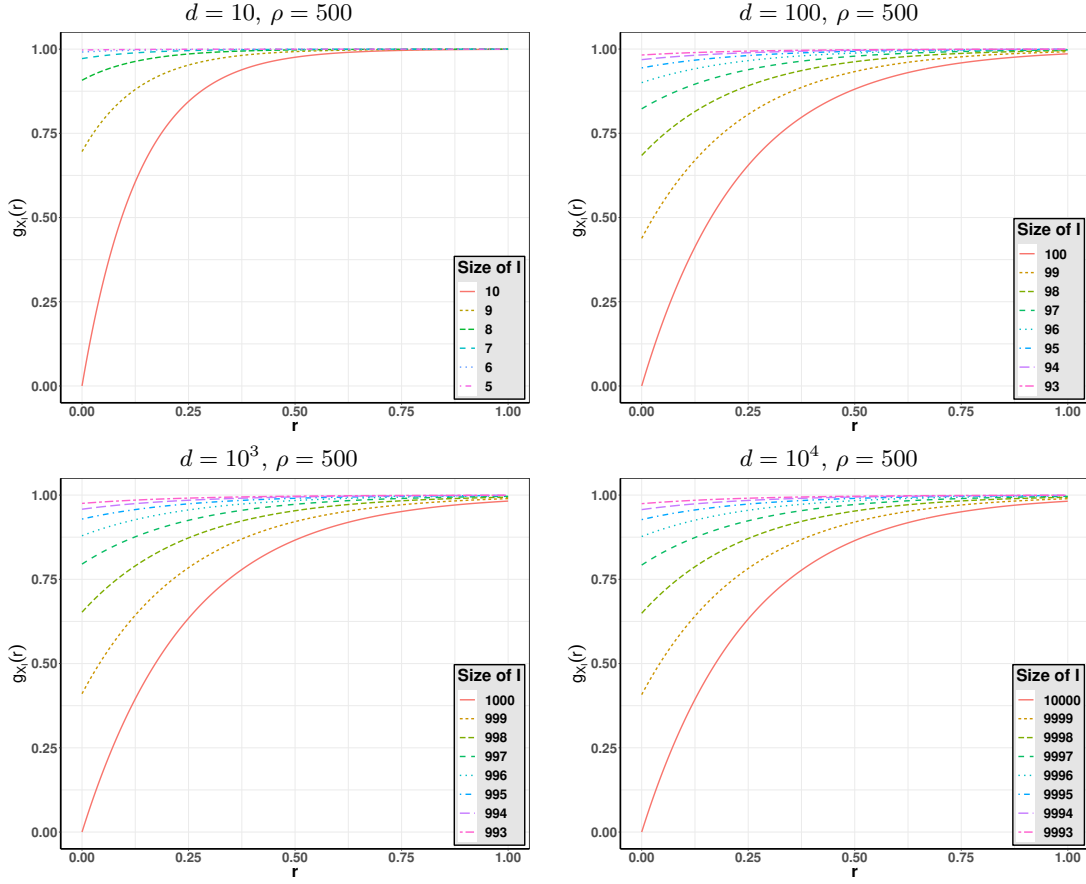 d = 10, ρ = 500
1.00
0.75
0.50
0.25
0.00
g_{X_I}(r)
Size of I
10
9
8
7
6
5
0.00 0.25 0.50 0.75 1.00
r
d = 100, ρ = 500
1.00
0.75
0.50
0.25
0.00
g_{X_I}(r)
Size of I
100
99
98
97
96
95
94
93
0.00 0.25 0.50 0.75 1.00
r
d = 10³, ρ = 500
1.00
0.75
0.50
0.25
0.00
g_{X_I}(r)
Size of I
1000
999
998
997
996
995
994
993
0.00 0.25 0.50 0.75 1.00
r
d = 10⁴, ρ = 500
1.00
0.75
0.50
0.25
0.00
g_{X_I}(r)
Size of I
10000
9999
9998
9997
9996
9995
9994
9993
0.00 0.25 0.50 0.75 1.00
r